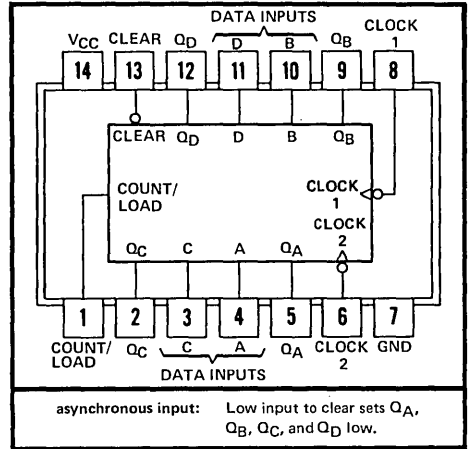 DATA INPUTS
CLOCK
VCC CLEAR QD D B QB 1
14 13 12 11 10 9 8
CLEAR QD D B QB
COUNT/
LOAD
CLOCK
1
CLOCK
2
QC C A QA
1 2 3 4 5 6 7
COUNT/
LOAD
QC C A QA CLOCK
2
GND
DATA INPUTS
asynchronous input: Low input to clear sets QA,
QB, QC, and QD low.